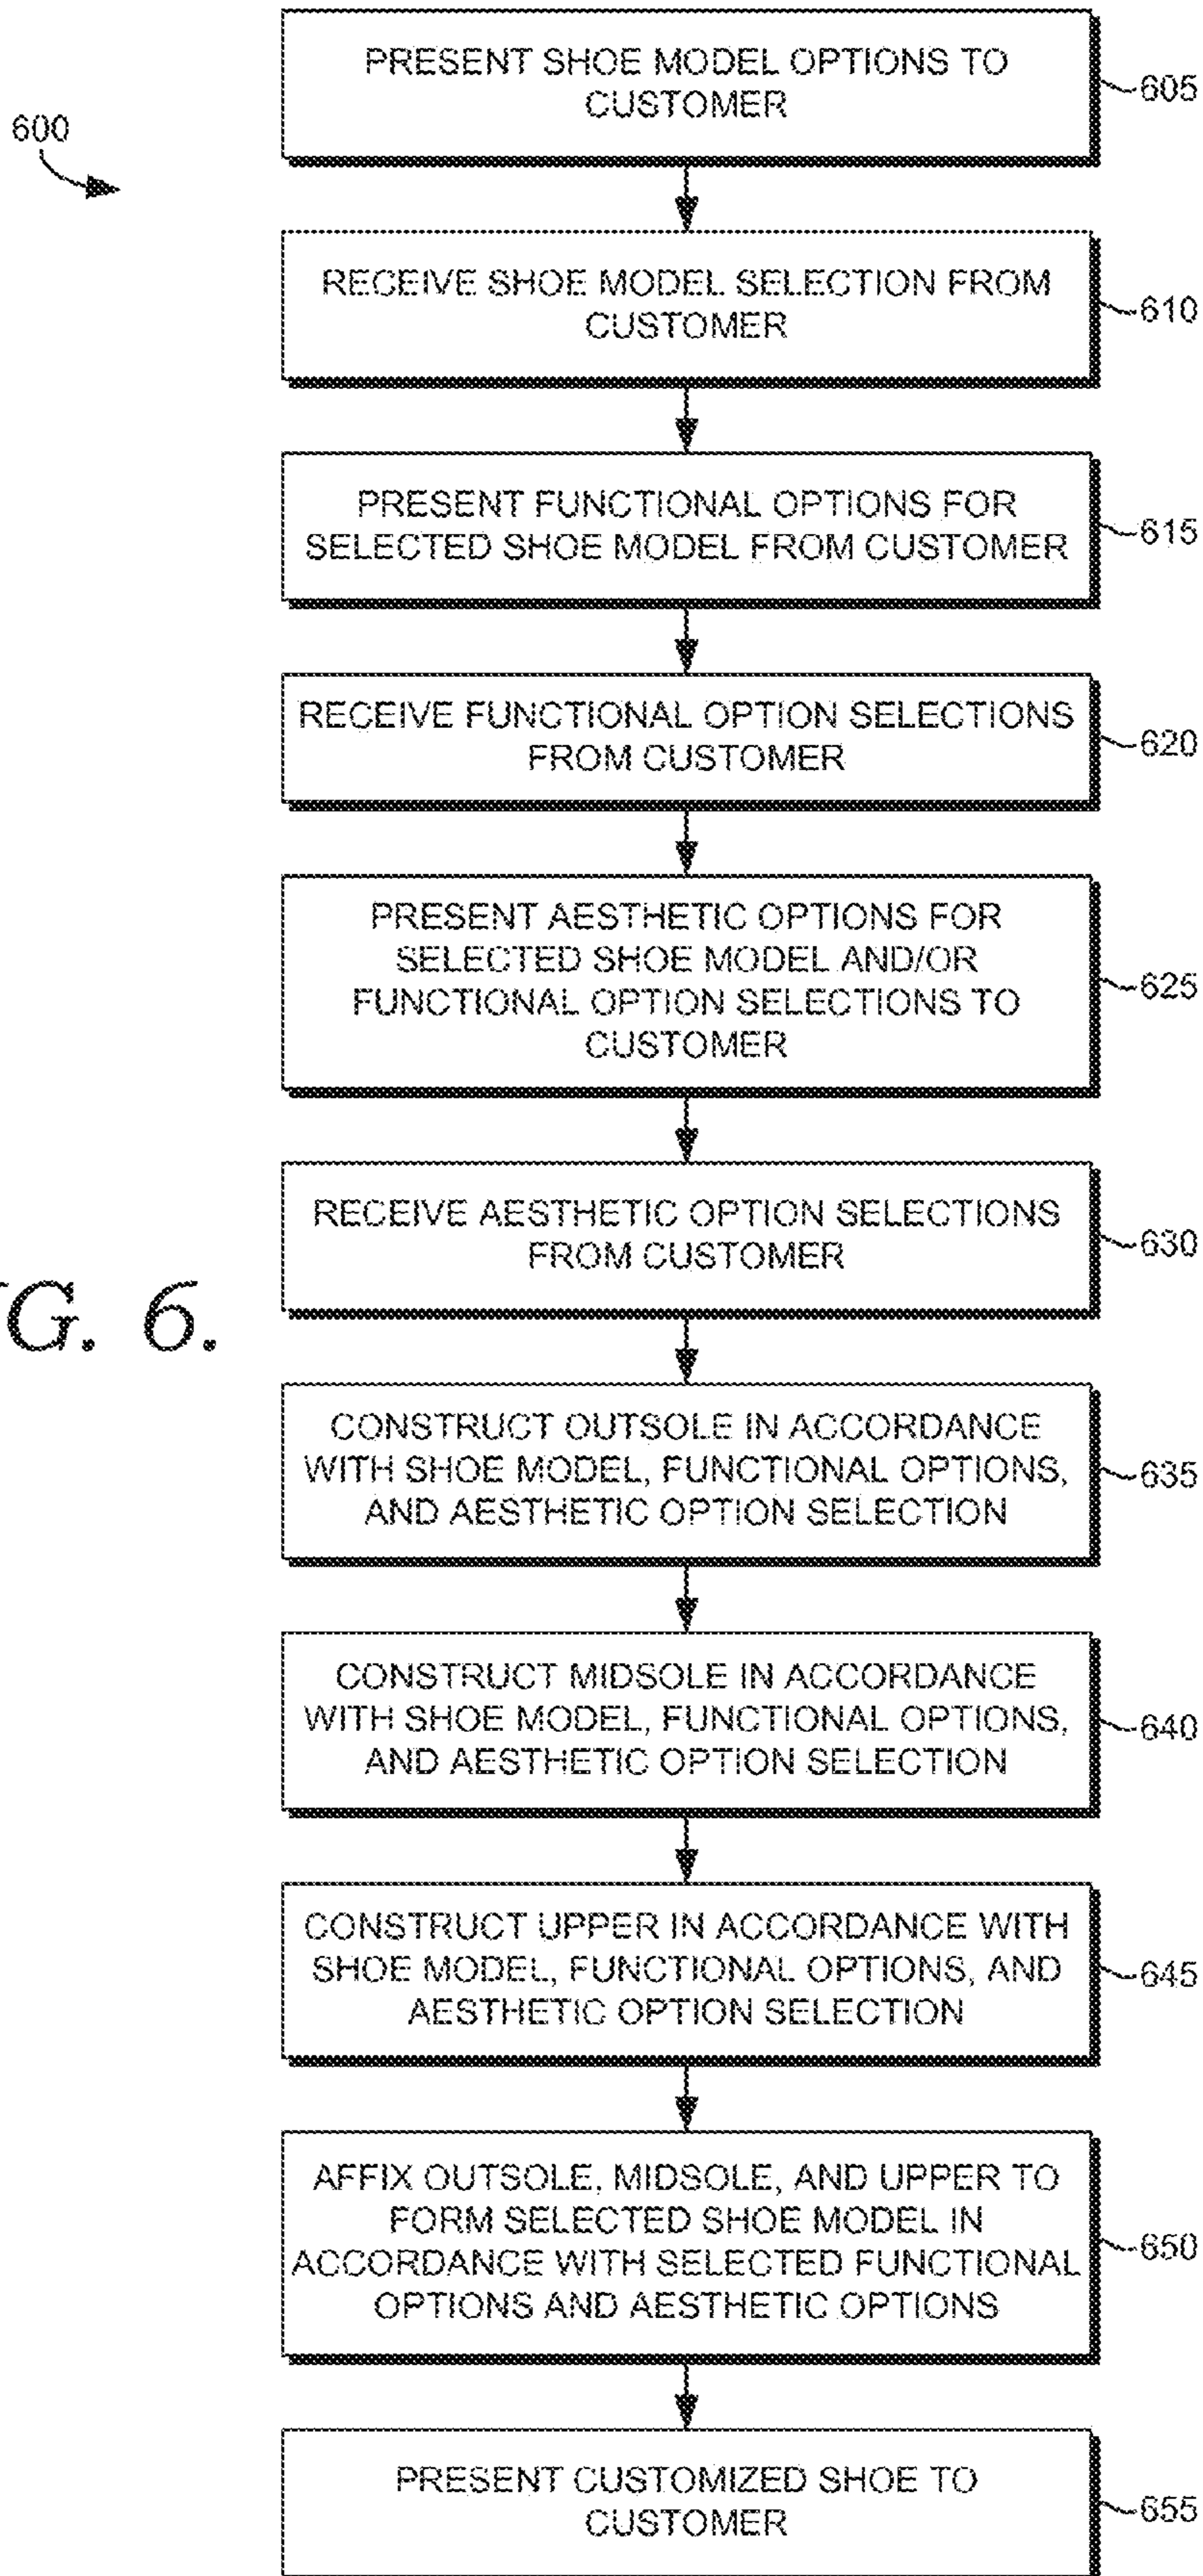 PRESENT SHOE MODEL OPTIONS TO
CUSTOMER
605
600
RECEIVE SHOE MODEL SELECTION FROM
CUSTOMER
610
PRESENT FUNCTIONAL OPTIONS FOR
SELECTED SHOE MODEL FROM CUSTOMER
615
RECEIVE FUNCTIONAL OPTION SELECTIONS
FROM CUSTOMER
620
PRESENT AESTHETIC OPTIONS FOR
SELECTED SHOE MODEL AND/OR
FUNCTIONAL OPTION SELECTIONS TO
CUSTOMER
625
RECEIVE AESTHETIC OPTION SELECTIONS
FROM CUSTOMER
630
G. 6.
CONSTRUCT OUTSOLE IN ACCORDANCE
WITH SHOE MODEL, FUNCTIONAL OPTIONS,
AND AESTHETIC OPTION SELECTION
635
CONSTRUCT MIDSOLE IN ACCORDANCE
WITH SHOE MODEL, FUNCTIONAL OPTIONS,
AND AESTHETIC OPTION SELECTION
640
CONSTRUCT UPPER IN ACCORDANCE WITH
SHOE MODEL, FUNCTIONAL OPTIONS, AND
AESTHETIC OPTION SELECTION
645
AFFIX OUTSOLE, MIDSOLE, AND UPPER TO
FORM SELECTED SHOE MODEL IN
ACCORDANCE WITH SELECTED FUNCTIONAL
OPTIONS AND AESTHETIC OPTIONS
650
PRESENT CUSTOMIZED SHOE TO
CUSTOMER
655